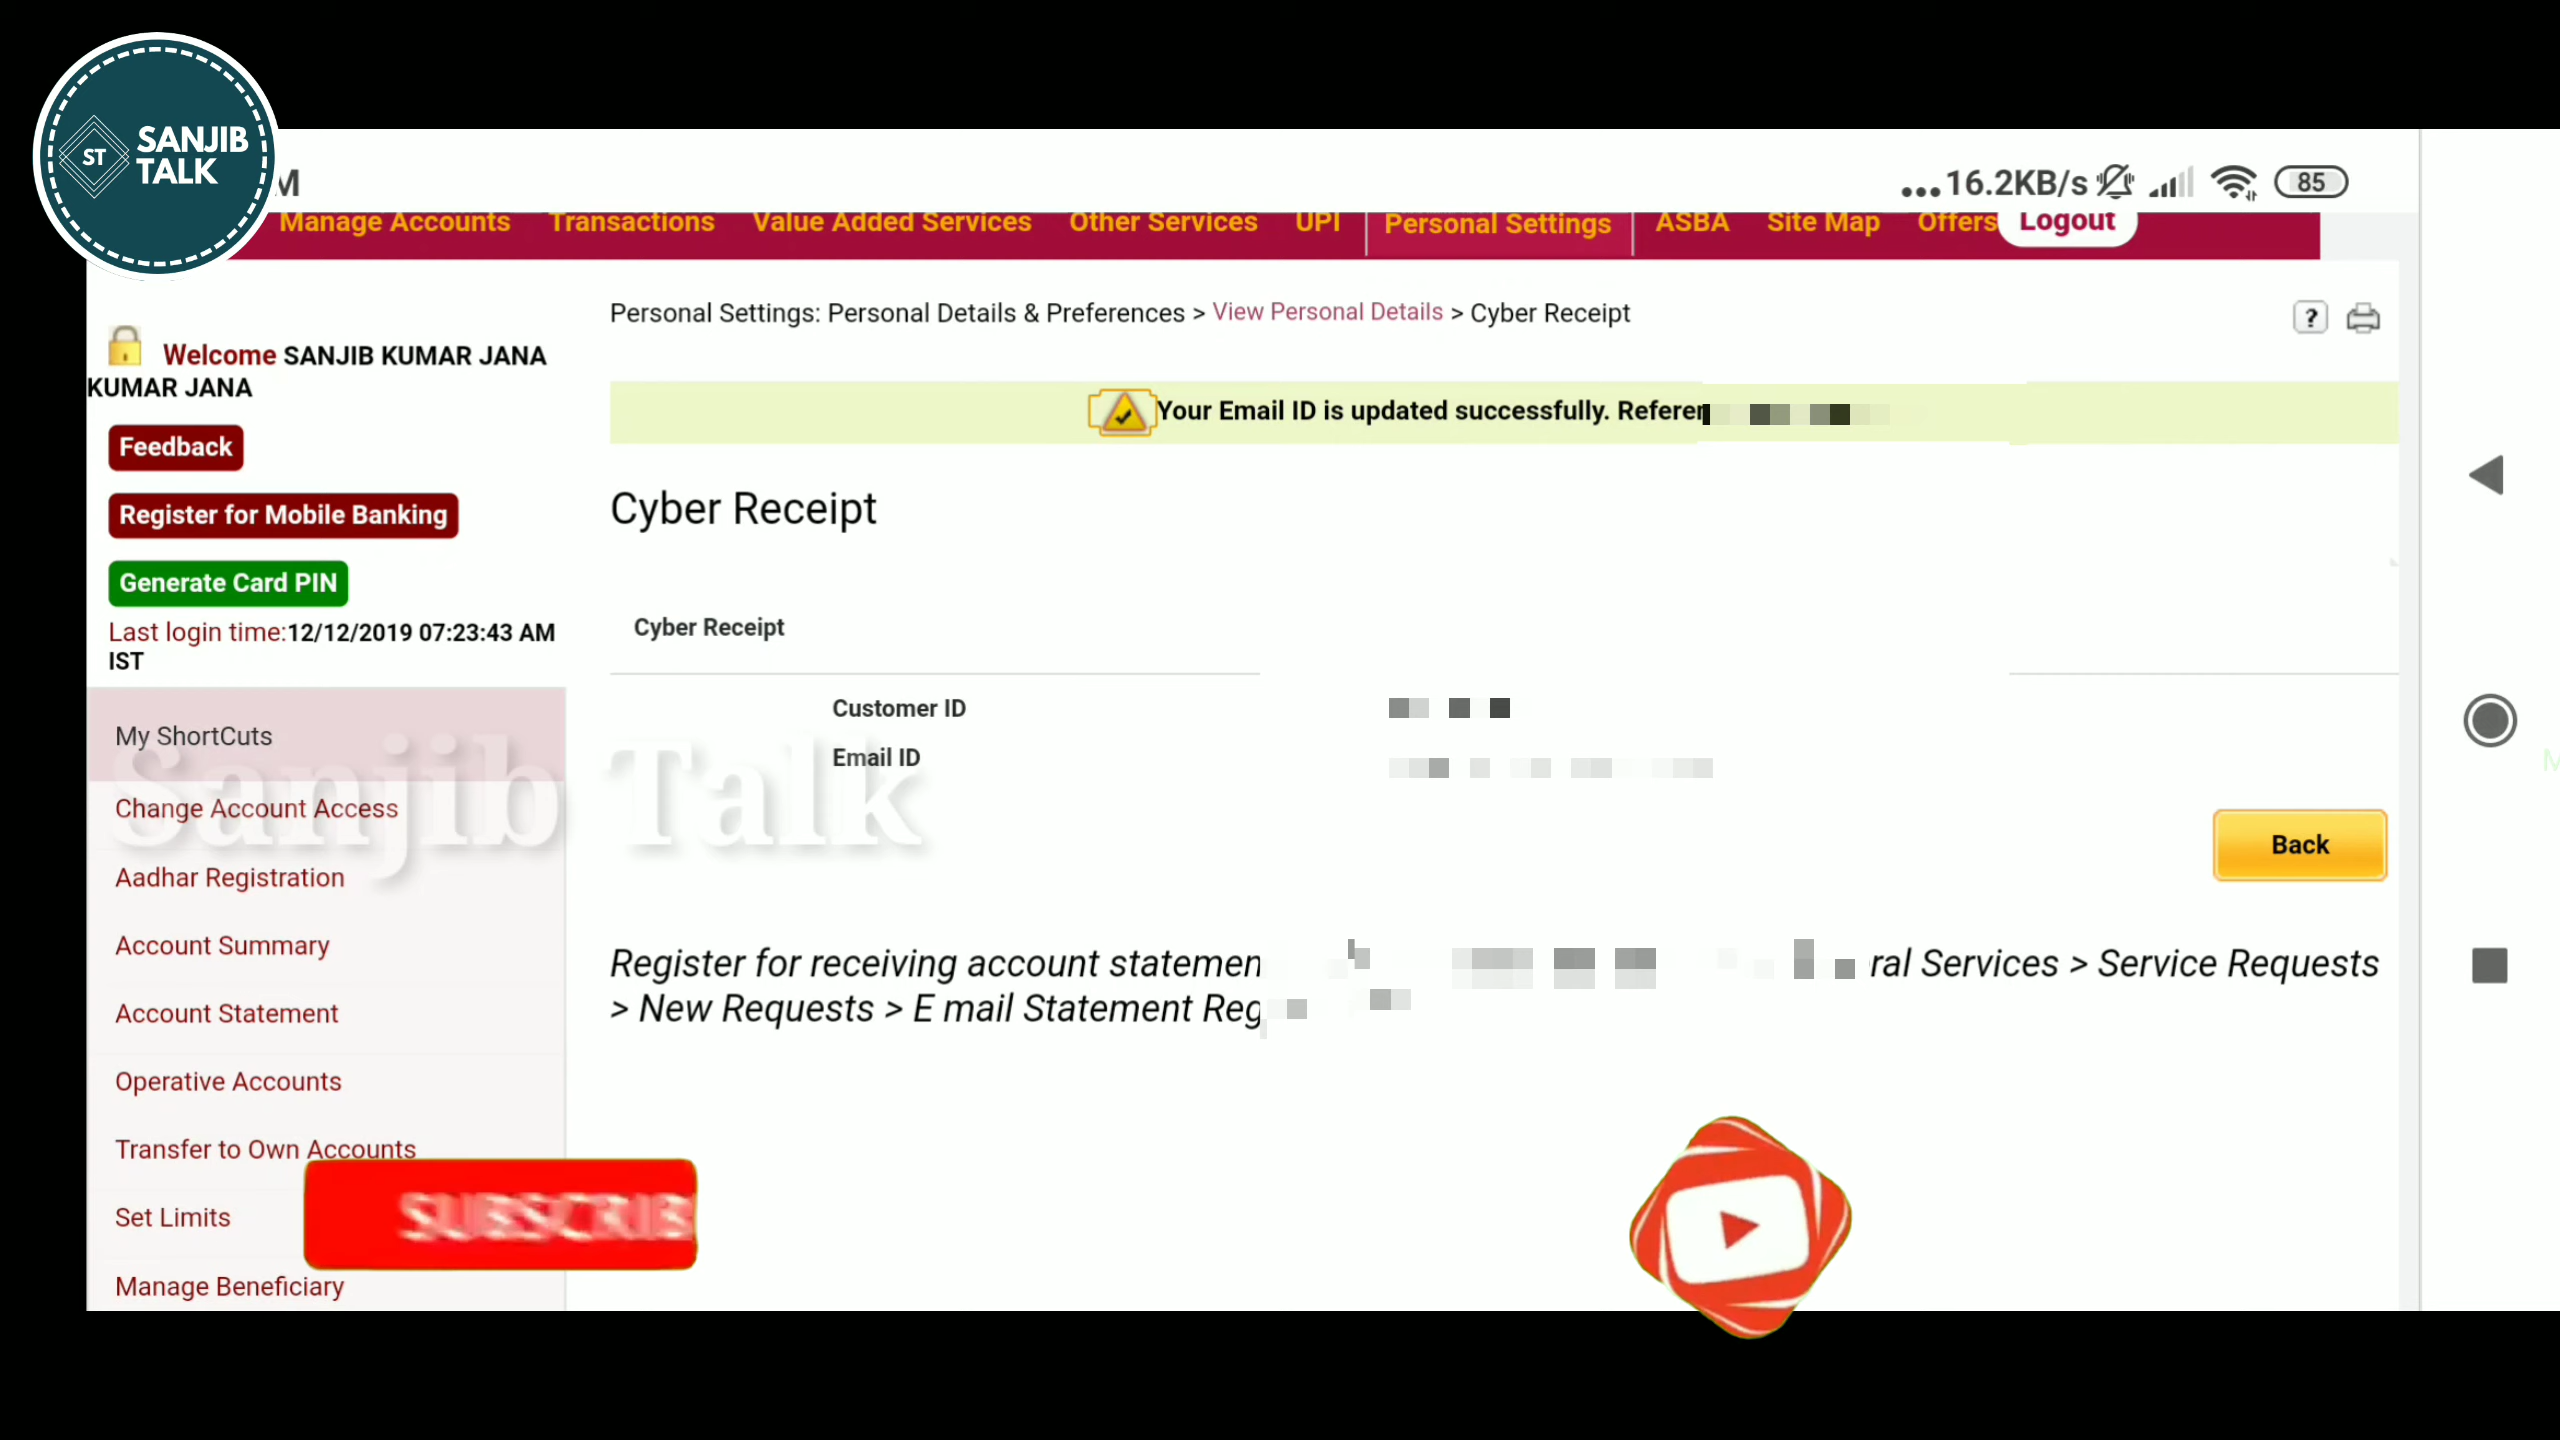 ST
SANJIB
TALK
M
...16.2KB/s
85
Manage Accounts Transactions Value Added Services Other Services UPI Personal Settings ASBA Site Map Offers Logout
Personal Settings: Personal Details & Preferences > View Personal Details > Cyber Receipt
?
Welcome SANJIB KUMAR JANA
KUMAR JANA
Your Email ID is updated successfully.
Feedback
Cyber Receipt
Register for Mobile Banking
Generate Card PIN
Last login time:12/12/2019 07:23:43 AM
IST
Cyber Receipt
Customer ID
Email ID
My ShortCuts
Sanjib Talk
Change Account Access
Back
Aadhar Registration
Account Summary
Register for receiving account statemen ral Services > Service Requests
> New Requests > E mail Statement Reg
Account Statement
Operative Accounts
Transfer to Own Accounts
Set Limits
SUBSCRIB
Manage Beneficiary